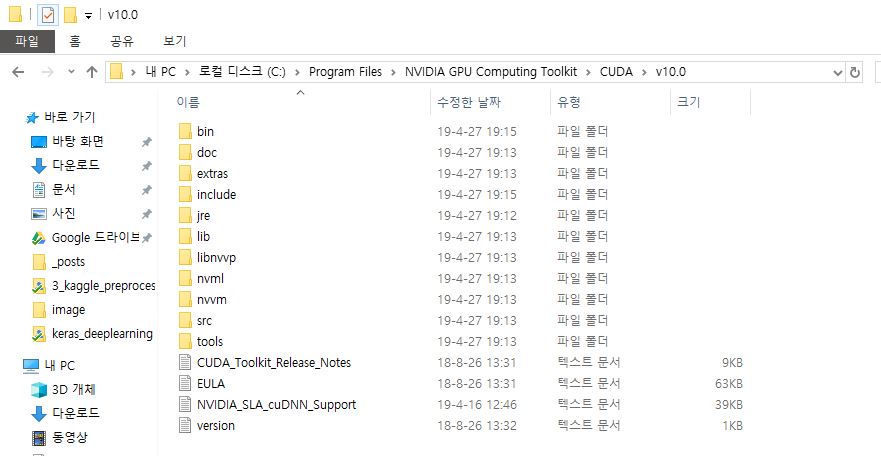 v10.0
파일 홈 공유 보기
내 PC > 로컬 디스크 (C:) > Program Files > NVIDIA GPU Computing Toolkit > CUDA > v10.0
이름 수정한 날짜 유형 크기
바로 가기
바탕 화면
다운로드
문서
사진
Google 드라이브
_posts
3_kaggle_preproces
image
keras_deeplearning
내 PC
3D 개체
다운로드
동영상
bin 19-4-27 19:15 파일 폴더
doc 19-4-27 19:13 파일 폴더
extras 19-4-27 19:13 파일 폴더
include 19-4-27 19:15 파일 폴더
jre 19-4-27 19:12 파일 폴더
lib 19-4-27 19:13 파일 폴더
libnvvp 19-4-27 19:13 파일 폴더
nvml 19-4-27 19:13 파일 폴더
nvvm 19-4-27 19:13 파일 폴더
src 19-4-27 19:13 파일 폴더
tools 19-4-27 19:13 파일 폴더
CUDA_Toolkit_Release_Notes 18-8-26 13:31 텍스트 문서 9KB
EULA 18-8-26 13:31 텍스트 문서 63KB
NVIDIA_SLA_cuDNN_Support 19-4-16 12:46 텍스트 문서 39KB
version 18-8-26 13:32 텍스트 문서 1KB